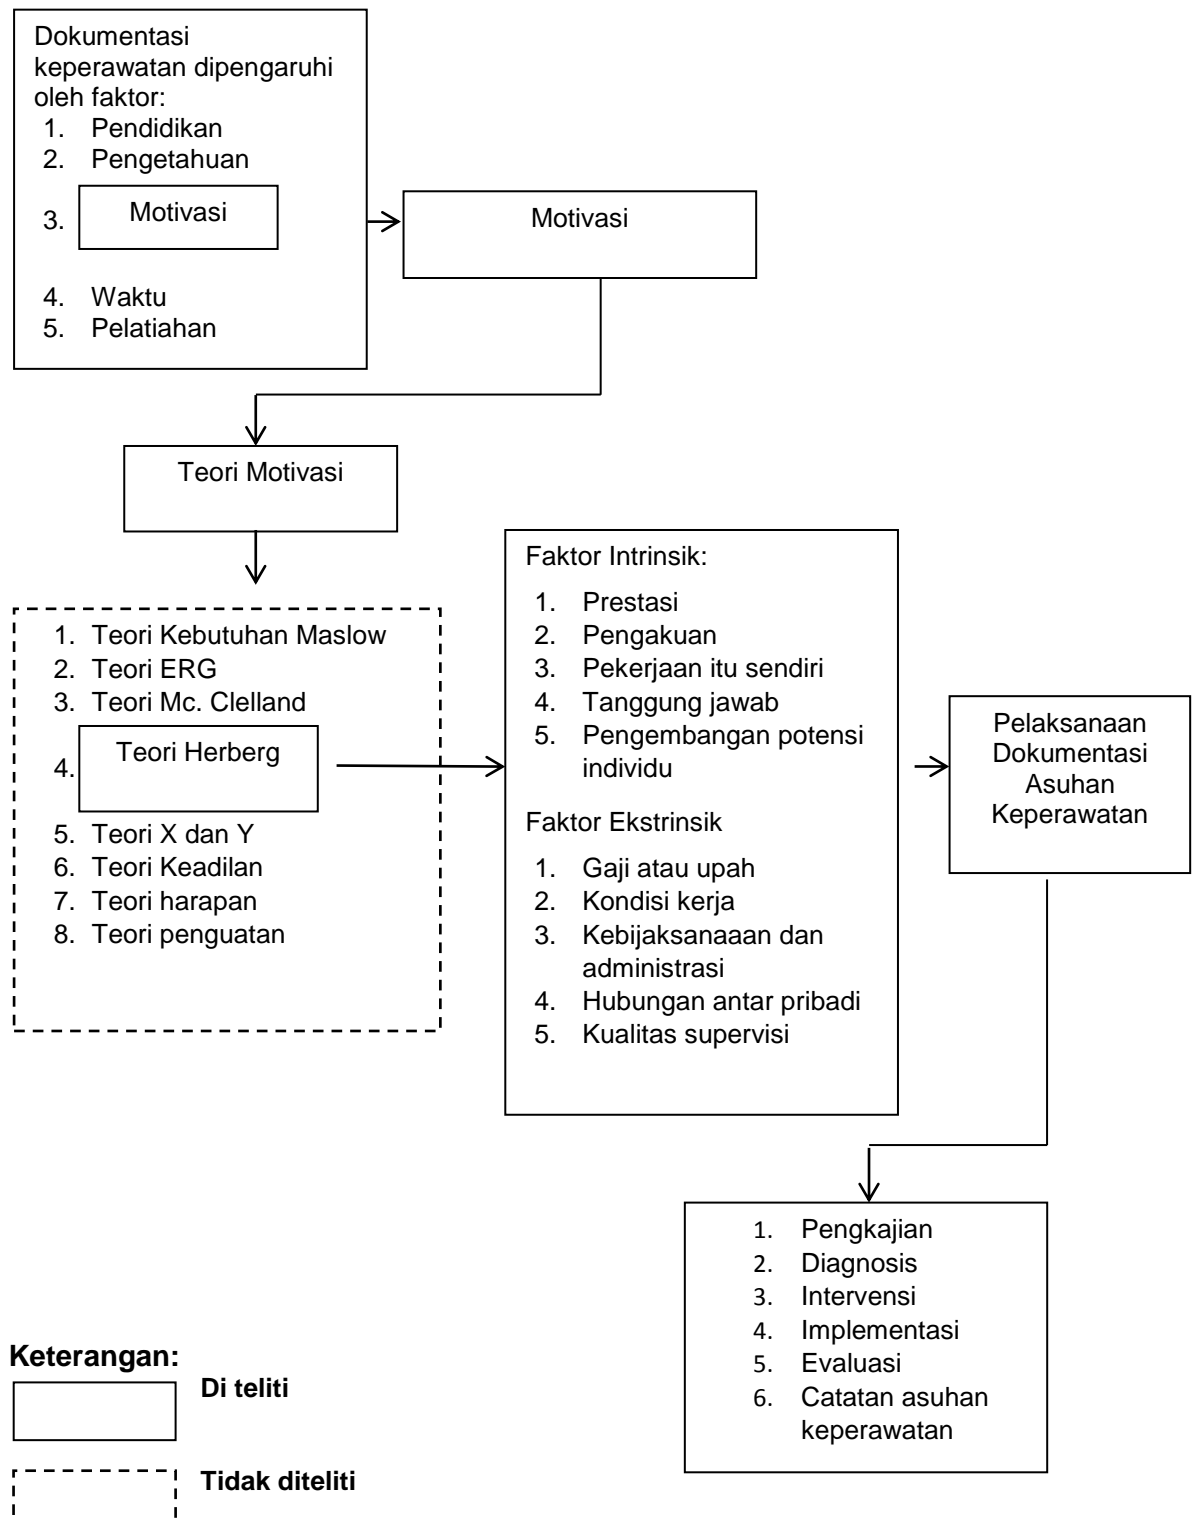 Dokumentasi
keperawatan dipengaruhi
oleh faktor:
1. Pendidikan
2. Pengetahuan
3. Motivasi
4. Waktu
5. Pelatiahan
Motivasi
Teori Motivasi
1. Teori Kebutuhan Maslow
2. Teori ERG
3. Teori Mc. Clelland
4. Teori Herberg
5. Teori X dan Y
6. Teori Keadilan
7. Teori harapan
8. Teori penguatan
Faktor Intrinsik:
1. Prestasi
2. Pengakuan
3. Pekerjaan itu sendiri
4. Tanggung jawab
5. Pengembangan potensi
individu
Faktor Ekstrinsik
1. Gaji atau upah
2. Kondisi kerja
3. Kebijaksanaaan dan
administrasi
4. Hubungan antar pribadi
5. Kualitas supervisi
Pelaksanaan
Dokumentasi
Asuhan
Keperawatan
1. Pengkajian
2. Diagnosis
3. Intervensi
4. Implementasi
5. Evaluasi
6. Catatan asuhan
keperawatan
Keterangan:
Di teliti
Tidak diteliti